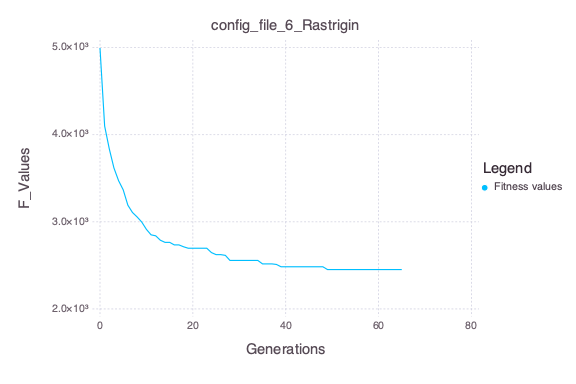 config_file_6_Rastrigin
5.0×10³
4.0×10³
3.0×10³
2.0×10³
F_Values
0
20
40
60
80
Generations
Legend
Fitness values